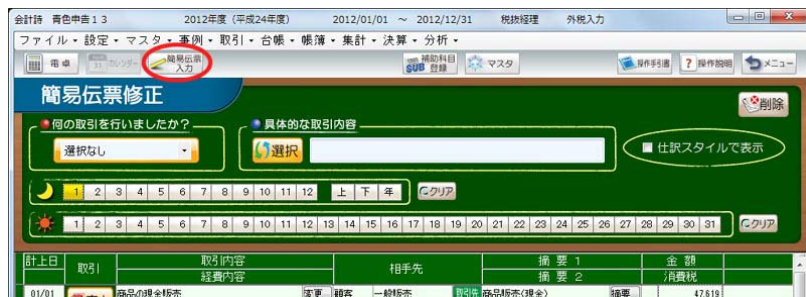 会計詩 青色申告13 2012年度（平成24年度） 2012/01/01 ～ 2012/12/31 税抜経理 外税入力
ファイル・ 設定・ マスタ・ 事例・ 取引・ 台帳・ 帳簿・ 集計・ 決算・ 分析・
電卓 カレンダー 簡易伝票入力 SUB 補助科目登録 マスタ 操作手引書 ? 操作説明 メニュー
簡易伝票修正 削除
何の取引を行いましたか? 具体的な取引内容
選択なし 選択 仕訳スタイルで表示
1 2 3 4 5 6 7 8 9 10 11 12 上 下 年 クリア
1 2 3 4 5 6 7 8 9 10 11 12 13 14 15 16 17 18 19 20 21 22 23 24 25 26 27 28 29 30 31 クリア
計上日 取引 取引内容 相手先 摘要1 金額
経費内容 摘要2 消費税
01/01 商品の現金販売 変更 顧客 一般販売 取引先 商品販売(現金) 摘要 47,619